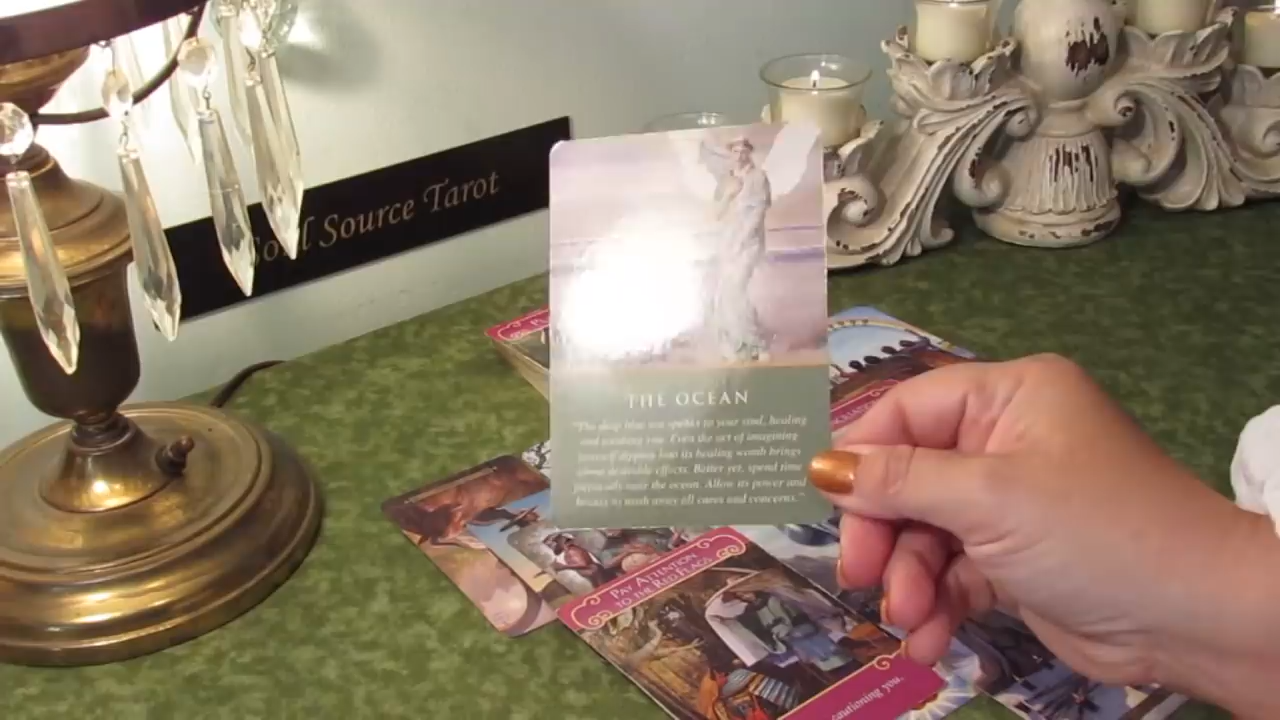 Soul Source Tarot
THE OCEAN
"The deep blue sea speaks to your soul, healing
and soothing you. Even the act of imagining
yourself dipping into its healing womb brings
about desirable effects. Better yet, spend time
physically near the ocean. Allow its power and
beauty to wash away all cares and concerns."
PAY ATTENTION
TO THE RED FLAGS
cautioning you.